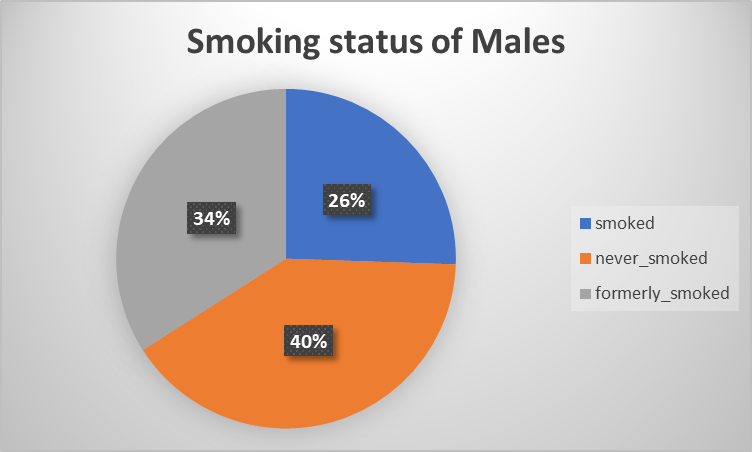 Smoking status of Males
26%
34%
40%
smoked
never_smoked
formerly_smoked